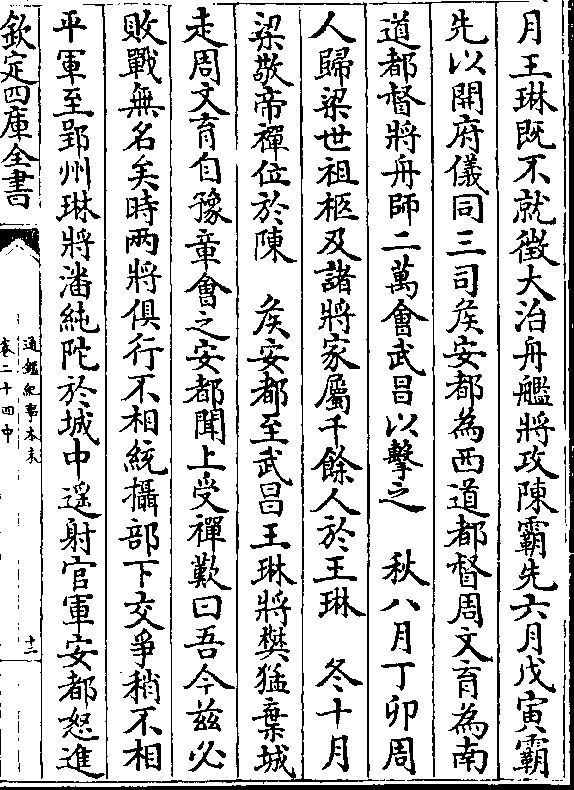 月王琳既不就徵大治舟艦將攻陳霸先六月戊寅霸
先以開府儀同三司侯安都為西道都督周文育為南
道都督將舟師二萬會武昌以擊之　秋八月丁卯周
人歸梁世祖柩及諸將家屬千餘人於王琳　冬十月
梁敬帝禪位於陳　侯安都至武昌王琳將樊猛棄城
走周文育自豫章會之安都聞上受禪歎曰吾今茲必
敗戰無名矣時两將俱行不相統攝部下交爭稍不相
平軍至郢州琳將潘純陀於城中遥射官軍安都怒進
欽定四庫全書
通鑑紀事本末
卷二十四中
十二